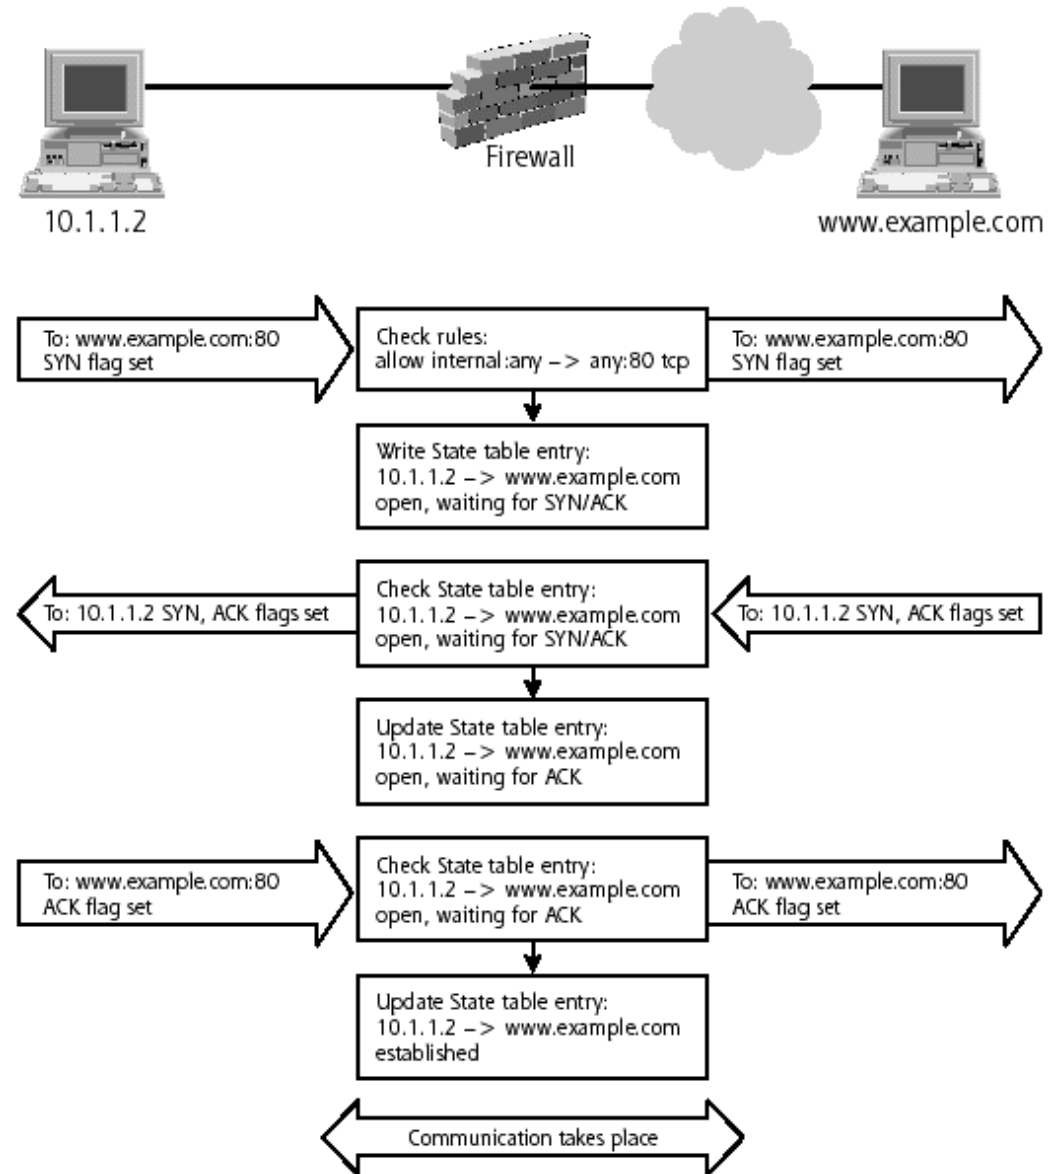 Firewall
10.1.1.2
www.example.com
To: www.example.com:80
SYN flag set
Check rules:
allow internal:any –> any:80 tcp
To: www.example.com:80
SYN flag set
Write State table entry:
10.1.1.2 –> www.example.com
open, waiting for SYN/ACK
To: 10.1.1.2 SYN, ACK flags set
Check State table entry:
10.1.1.2 –> www.example.com
open, waiting for SYN/ACK
To: 10.1.1.2 SYN, ACK flags set
Update State table entry:
10.1.1.2 –> www.example.com
open, waiting for ACK
To: www.example.com:80
ACK flag set
Check State table entry:
10.1.1.2 –> www.example.com
open, waiting for ACK
To: www.example.com:80
ACK flag set
Update State table entry:
10.1.1.2 –> www.example.com
established
Communication takes place